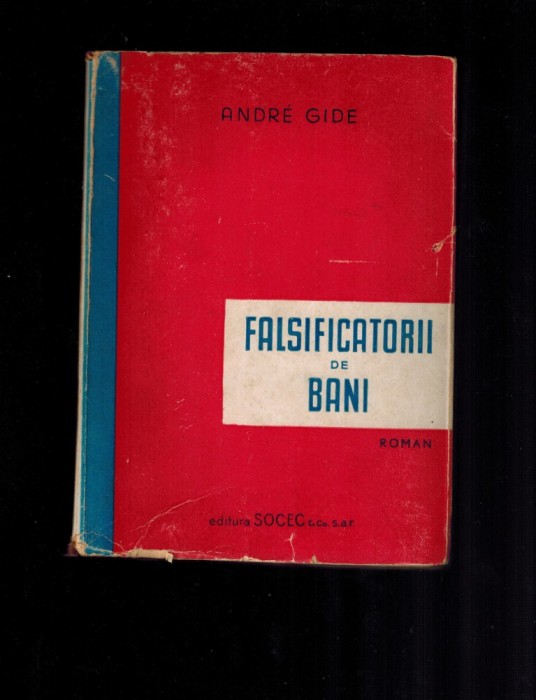 ANDRÉ GIDE
FALSIFICATORII
DE
BANI
ROMAN
editura SOCEC & Co. S.a.r.